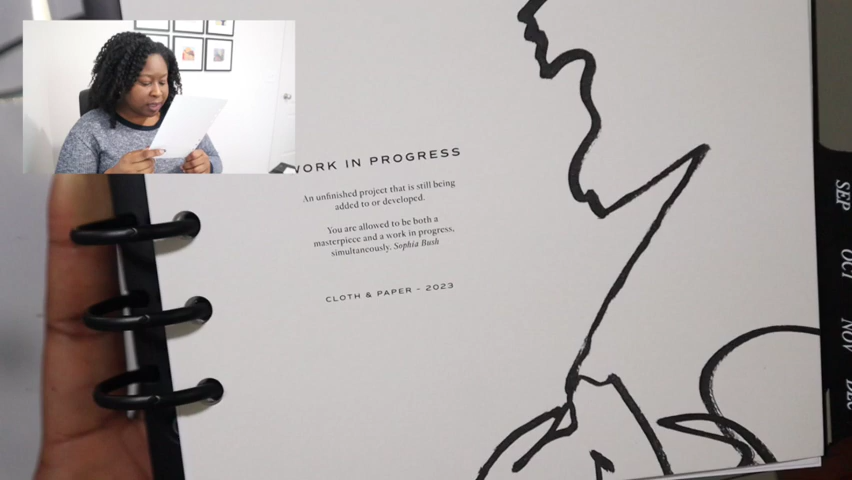 WORK IN PROGRESS
An unfinished project that is still being
added to or developed.
You are allowed to be both a
masterpiece and a work in progress,
simultaneously. Sophia Bush
CLOTH & PAPER - 2023
SEP
OCT
NOV
DEC